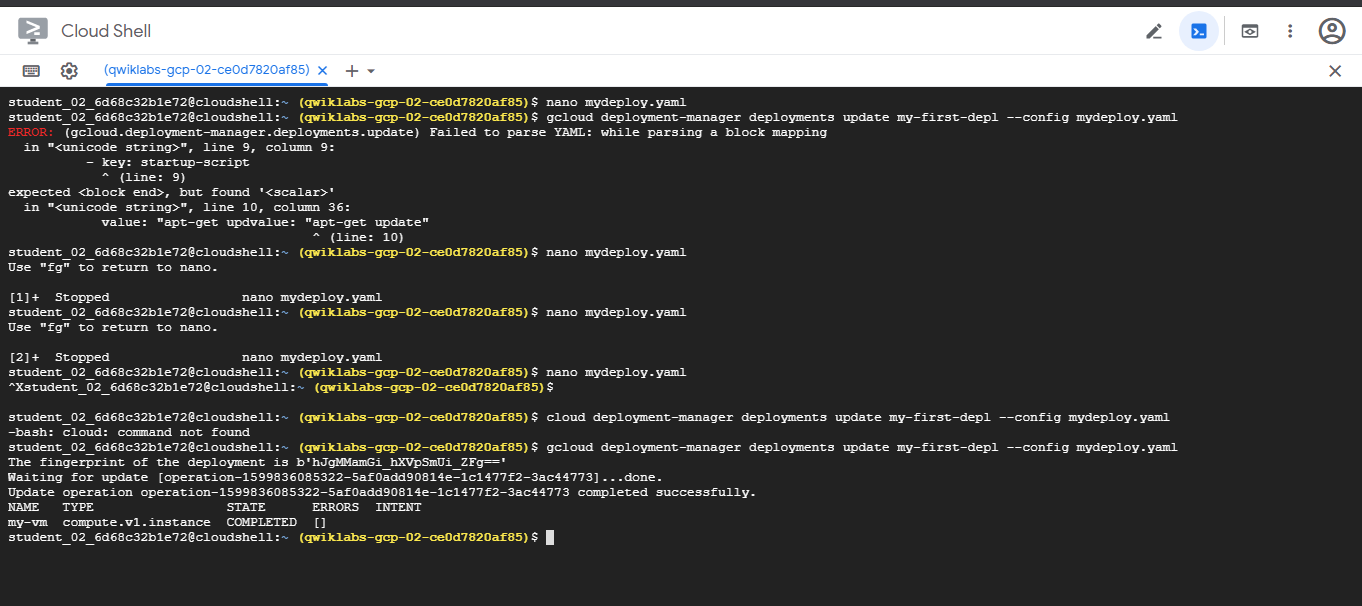 Cloud Shell
(qwiklabs-gcp-02-ce0d7820af85)
student_02_6d68c32b1e72@cloudshell:~ (qwiklabs-gcp-02-ce0d7820af85)$ nano mydeploy.yaml
student_02_6d68c32b1e72@cloudshell:~ (qwiklabs-gcp-02-ce0d7820af85)$ gcloud deployment-manager deployments update my-first-depl --config mydeploy.yaml
ERROR: (gcloud.deployment-manager.deployments.update) Failed to parse YAML: while parsing a block mapping
  in "<unicode string>", line 9, column 9:
          - key: startup-script
            ^ (line: 9)
expected <block end>, but found '<scalar>'
  in "<unicode string>", line 10, column 36:
            value: "apt-get updvalue: "apt-get update"
                                       ^ (line: 10)
student_02_6d68c32b1e72@cloudshell:~ (qwiklabs-gcp-02-ce0d7820af85)$ nano mydeploy.yaml
Use "fg" to return to nano.
[1]+  Stopped                 nano mydeploy.yaml
student_02_6d68c32b1e72@cloudshell:~ (qwiklabs-gcp-02-ce0d7820af85)$ nano mydeploy.yaml
Use "fg" to return to nano.
[2]+  Stopped                 nano mydeploy.yaml
student_02_6d68c32b1e72@cloudshell:~ (qwiklabs-gcp-02-ce0d7820af85)$ nano mydeploy.yaml
^Xstudent_02_6d68c32b1e72@cloudshell:~ (qwiklabs-gcp-02-ce0d7820af85)$
student_02_6d68c32b1e72@cloudshell:~ (qwiklabs-gcp-02-ce0d7820af85)$ cloud deployment-manager deployments update my-first-depl --config mydeploy.yaml
-bash: cloud: command not found
student_02_6d68c32b1e72@cloudshell:~ (qwiklabs-gcp-02-ce0d7820af85)$ gcloud deployment-manager deployments update my-first-depl --config mydeploy.yaml
The fingerprint of the deployment is b'hJgMMamGi_hXVpSmUi_ZFg=='
Waiting for update [operation-1599836085322-5af0add90814e-1c1477f2-3ac44773]...done.
Update operation operation-1599836085322-5af0add90814e-1c1477f2-3ac44773 completed successfully.
NAME   TYPE                 STATE      ERRORS  INTENT
my-vm  compute.v1.instance  COMPLETED  []
student_02_6d68c32b1e72@cloudshell:~ (qwiklabs-gcp-02-ce0d7820af85)$